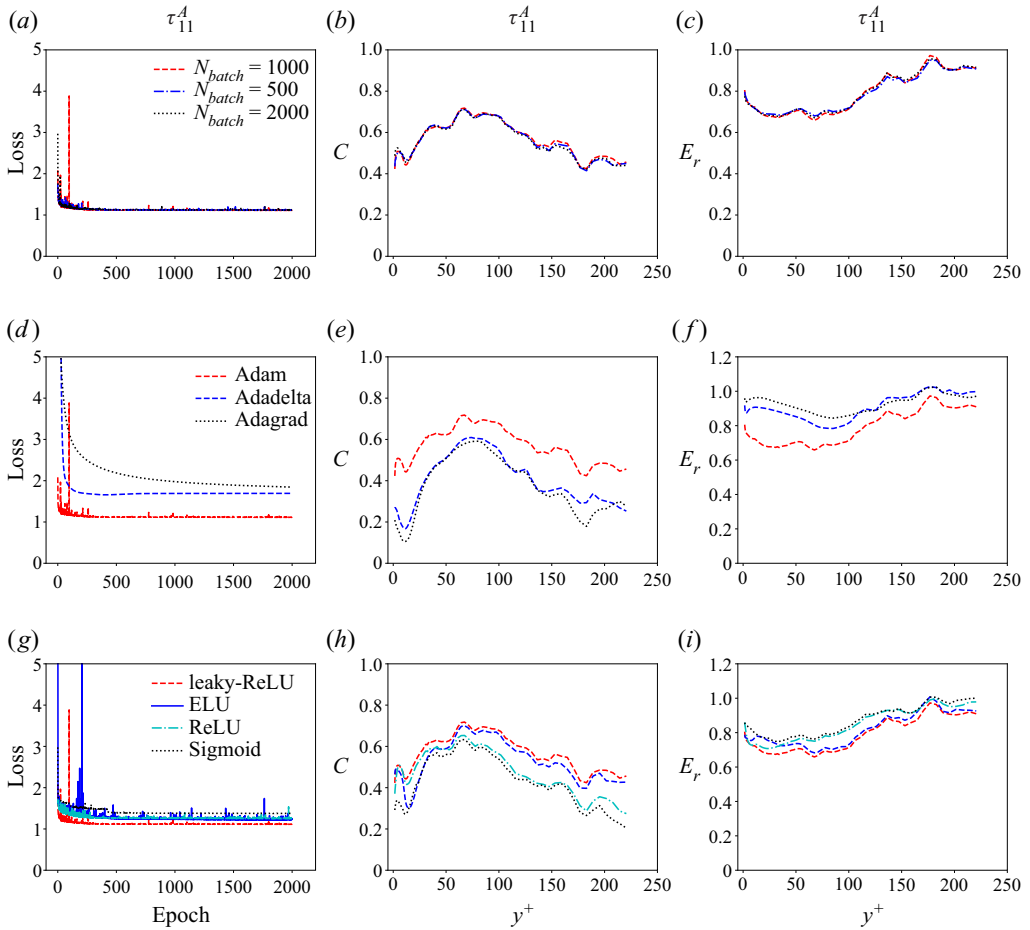 τ₁₁ᴬ τ₁₁ᴬ τ₁₁ᴬ
(a) (b) (c)
5 1.0 1.0
N_batch = 1000
N_batch = 500
N_batch = 2000
4 0.8 0.8
3 0.6 0.6
Loss C E_r
2 0.4 0.4
1 0.2 0.2
0 0 0
0 500 1000 1500 2000 0 50 100 150 200 250 0 50 100 150 200 250
(d) (e) (f)
5 1.0 1.2
Adam
Adadelta
Adagrad
4 0.8 1.0
3 0.6 0.8
Loss C E_r
0.6
2 0.4 0.4
1 0.2 0.2
0 0 0
0 500 1000 1500 2000 0 50 100 150 200 250 0 50 100 150 200 250
(g) (h) (i)
5 1.0 1.2
leaky-ReLU
ELU
ReLU
Sigmoid
4 0.8 1.0
3 0.6 0.8
Loss C E_r
0.6
2 0.4 0.4
1 0.2 0.2
0 0 0
0 500 1000 1500 2000 0 50 100 150 200 250 0 50 100 150 200 250
Epoch y⁺ y⁺